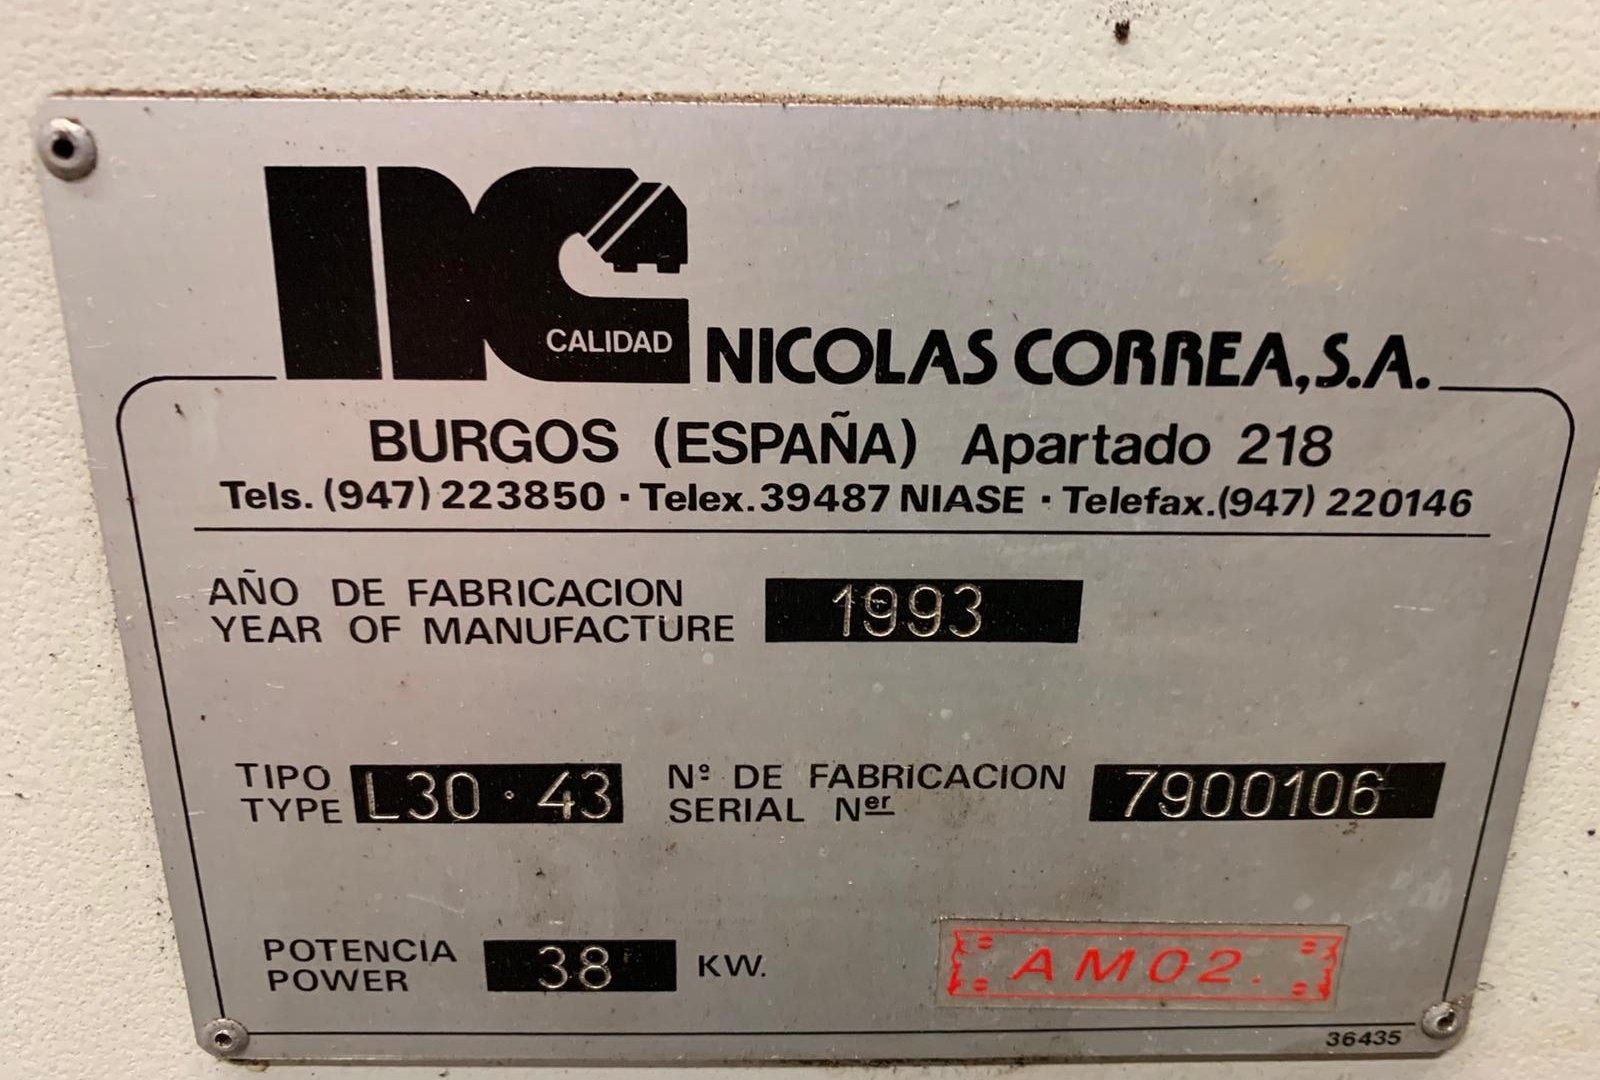 NC
CALIDAD
NICOLAS CORREA, S.A.
BURGOS (ESPAÑA) Apartado 218
Tels. (947) 223850 · Telex. 39487 NIASE · Telefax. (947) 220146
AÑO DE FABRICACION
YEAR OF MANUFACTURE
1993
TIPO
TYPE
L30 · 43
Nº DE FABRICACION
SERIAL Ner
7900106
POTENCIA
POWER
38
KW.
AM02.
36435